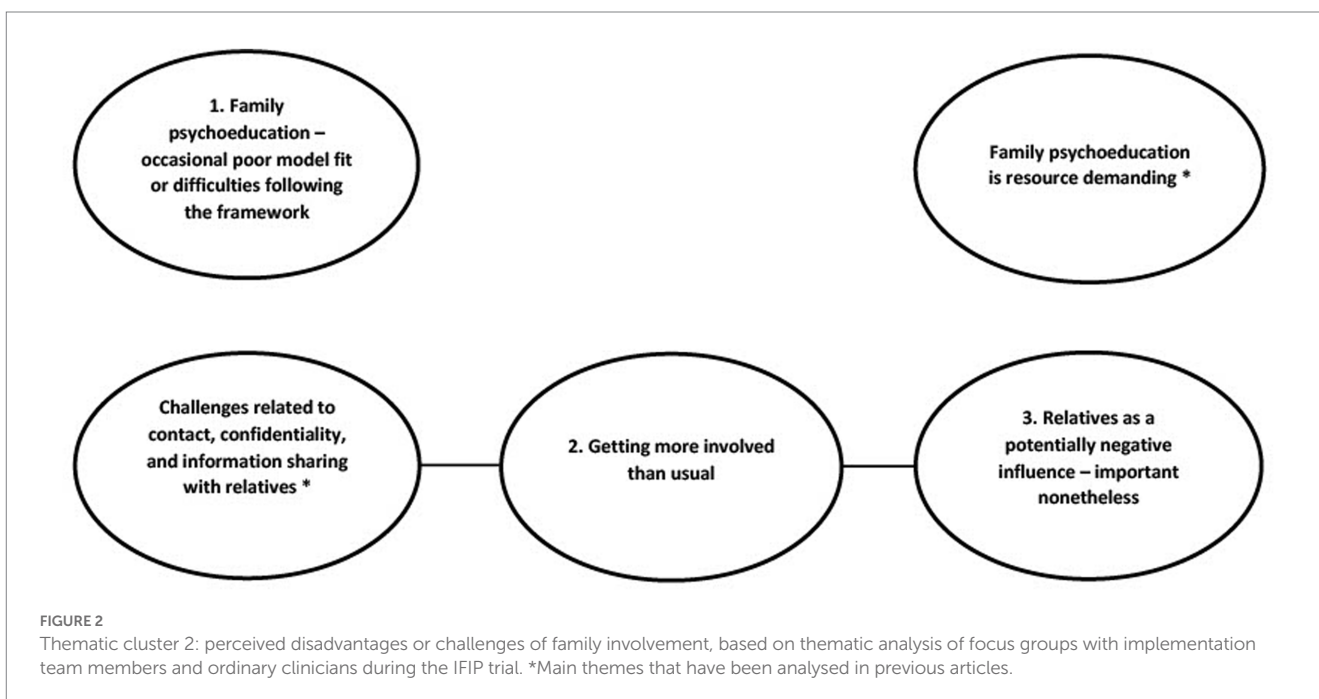 1. Family
psychoeducation –
occasional poor model fit
or difficulties following
the framework
Family psychoeducation
is resource demanding *
Challenges related to
contact, confidentiality,
and information sharing
with relatives *
2. Getting more involved
than usual
3. Relatives as a
potentially negative
influence – important
nonetheless
FIGURE 2
Thematic cluster 2: perceived disadvantages or challenges of family involvement, based on thematic analysis of focus groups with implementation
team members and ordinary clinicians during the IFIP trial. *Main themes that have been analysed in previous articles.